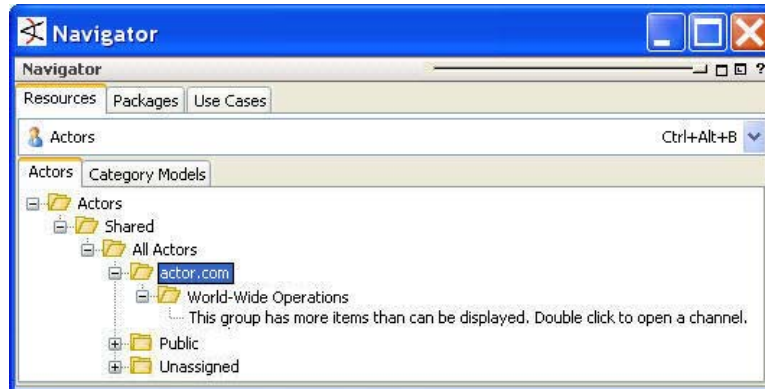 Navigator
Navigator ?
Resources Packages Use Cases
Actors Ctrl+Alt+B
Actors Category Models
Actors
Shared
All Actors
actor.com
World-Wide Operations
This group has more items than can be displayed. Double click to open a channel.
Public
Unassigned